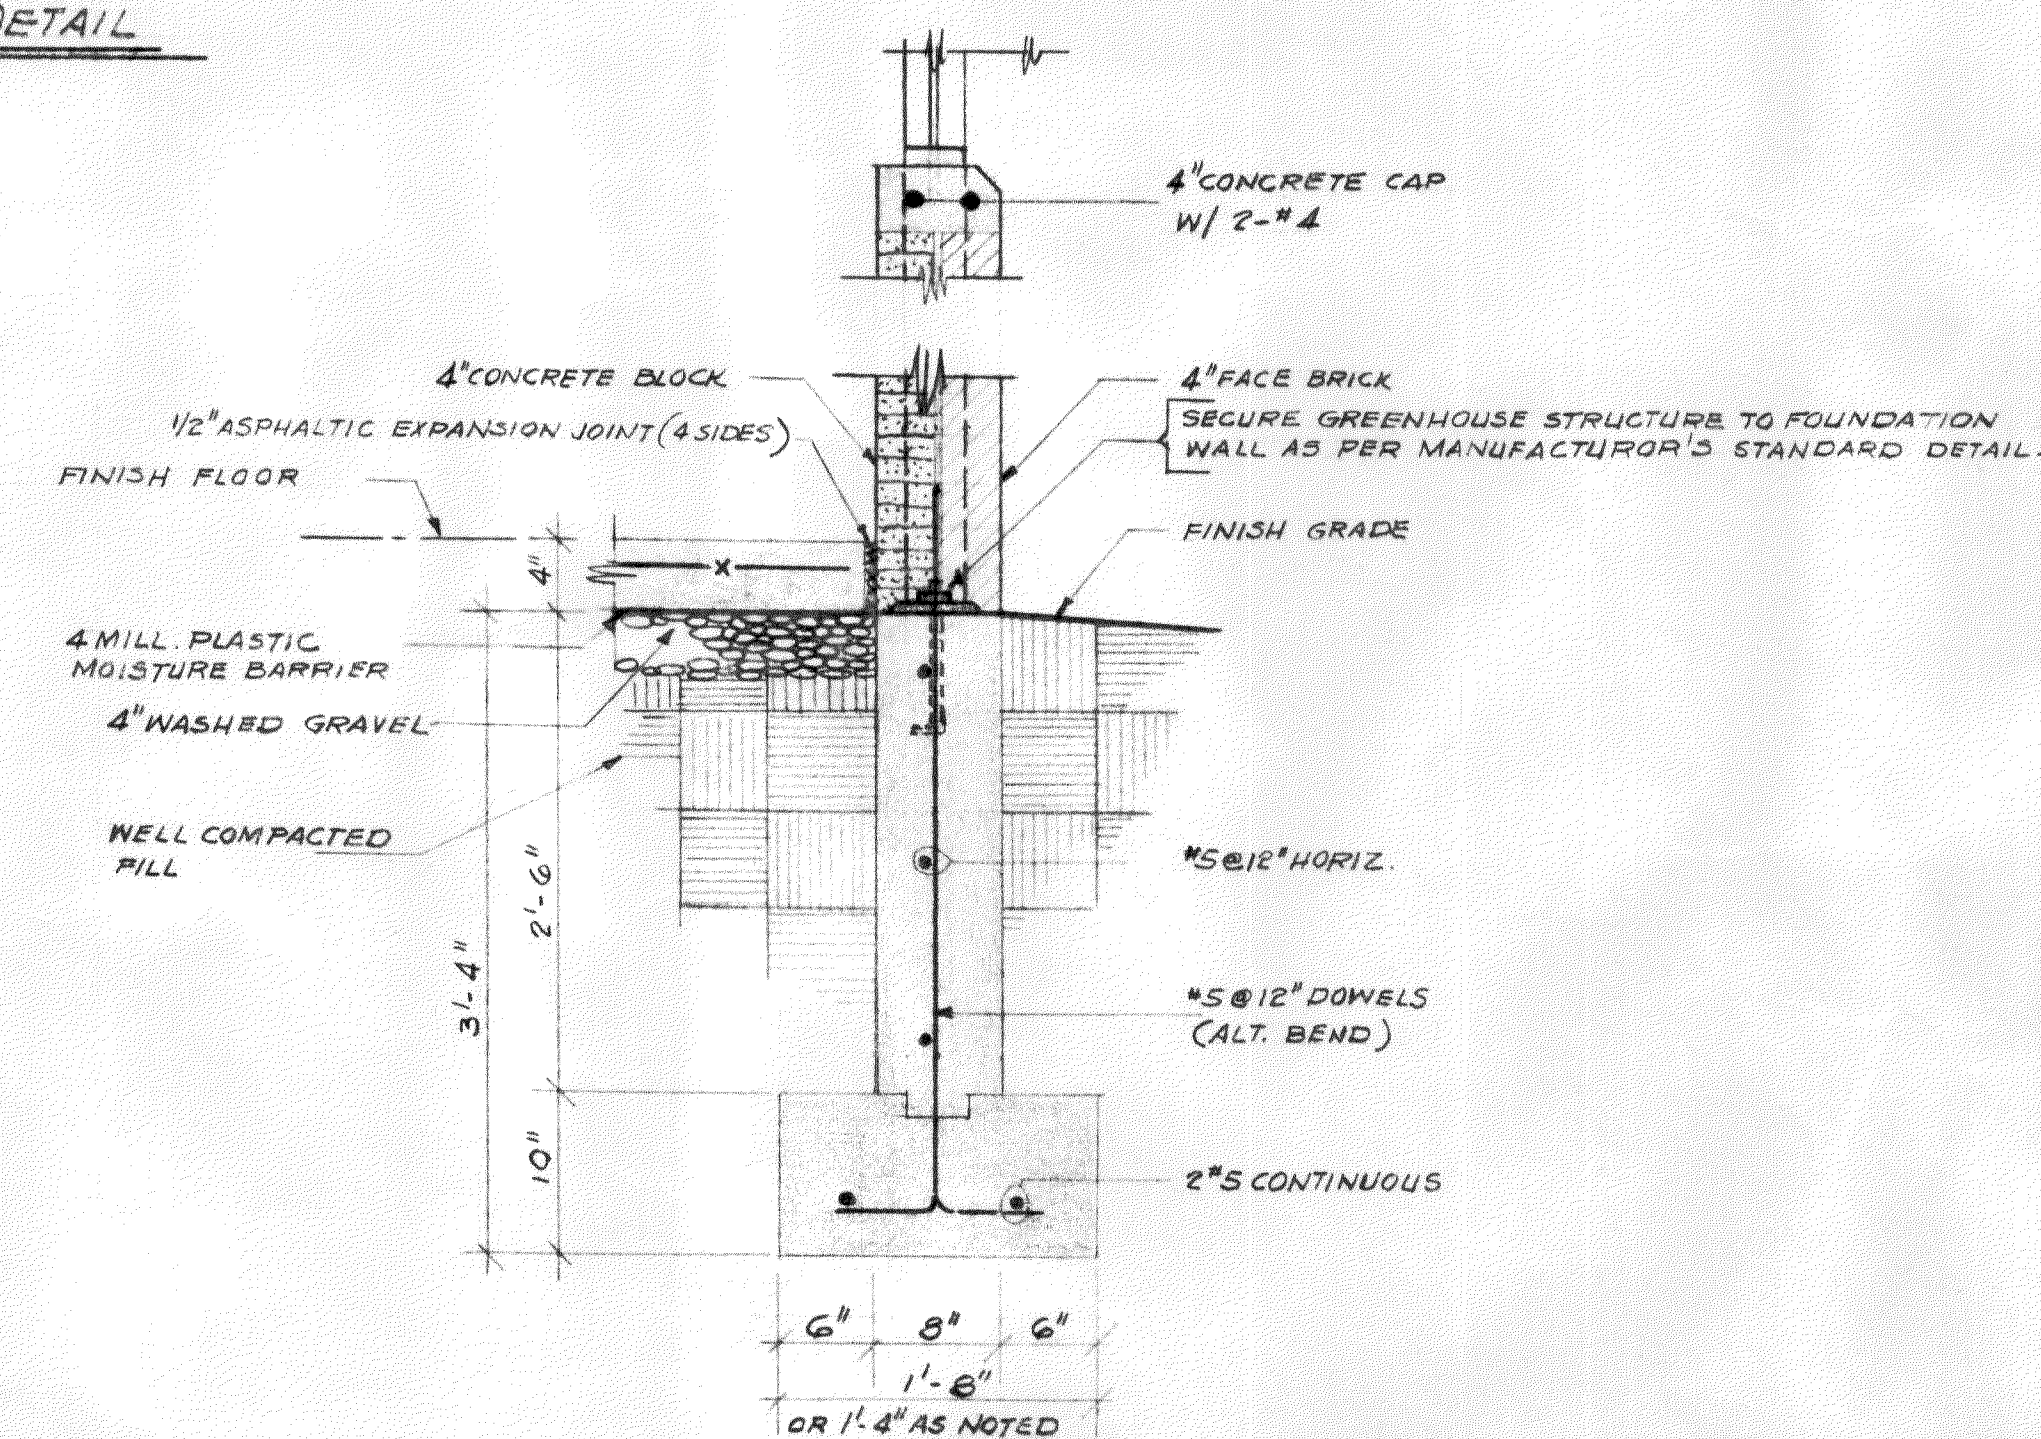 DETAIL
4" CONCRETE CAP
W/ 2-#4
4" CONCRETE BLOCK
4" FACE BRICK
1/2" ASPHALTIC EXPANSION JOINT (4 SIDES)
SECURE GREENHOUSE STRUCTURE TO FOUNDATION
WALL AS PER MANUFACTUROR'S STANDARD DETAIL.
FINISH FLOOR
FINISH GRADE
4"
X
4 MILL. PLASTIC
MOISTURE BARRIER
4" WASHED GRAVEL
WELL COMPACTED
FILL
#5@12" HORIZ.
2'-6"
3'-4"
#5@12" DOWELS
(ALT. BEND)
10"
2#5 CONTINUOUS
6" 8" 6"
1'-8"
OR 1'-4" AS NOTED